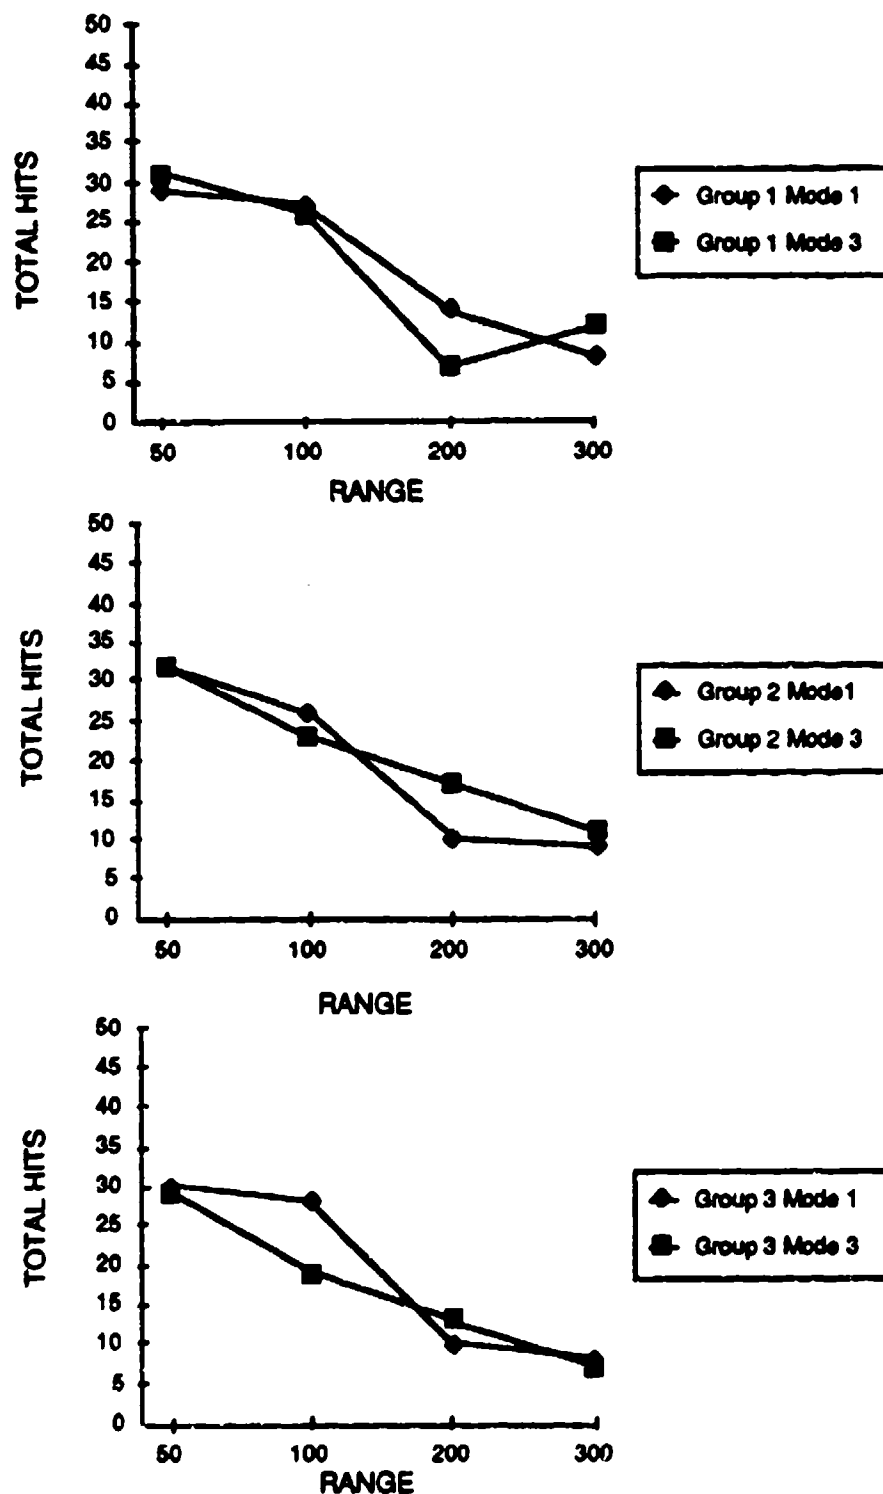 50
45
40
35
30
25
20
15
10
5
0
TOTAL HITS
50 100 200 300
RANGE
Group 1 Mode 1
Group 1 Mode 3
50
45
40
35
30
25
20
15
10
5
0
TOTAL HITS
50 100 200 300
RANGE
Group 2 Mode1
Group 2 Mode 3
50
45
40
35
30
25
20
15
10
5
0
TOTAL HITS
50 100 200 300
RANGE
Group 3 Mode 1
Group 3 Mode 3